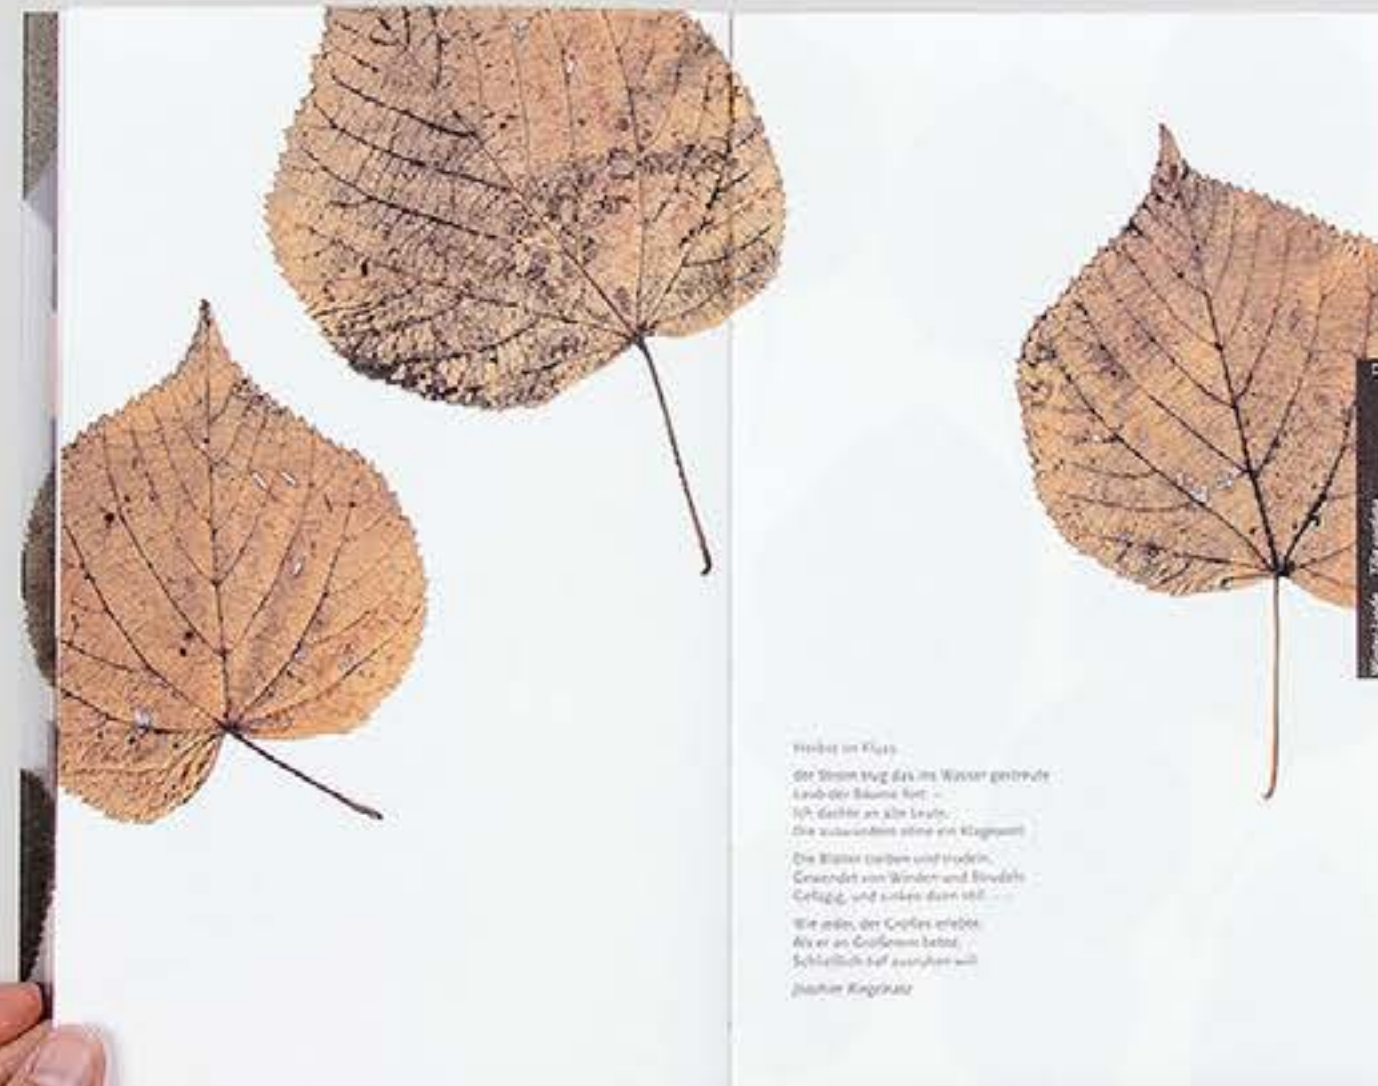 Herbst im Fluss
der Strom trug das ins Wasser gestreute
Laub der Bäume fort. –
Ich dachte an alte Leute,
Die auswandern ohne ein Klagewort.
Die Blätter treiben und trudeln,
Gewendet von Winden und Strudeln
Gefügig, und sinken dann still. –
Wie jeder, der Großes erlebte,
Als er an Größerem bebte,
Schließlich tief ausruhen will.
Joachim Ringelnatz